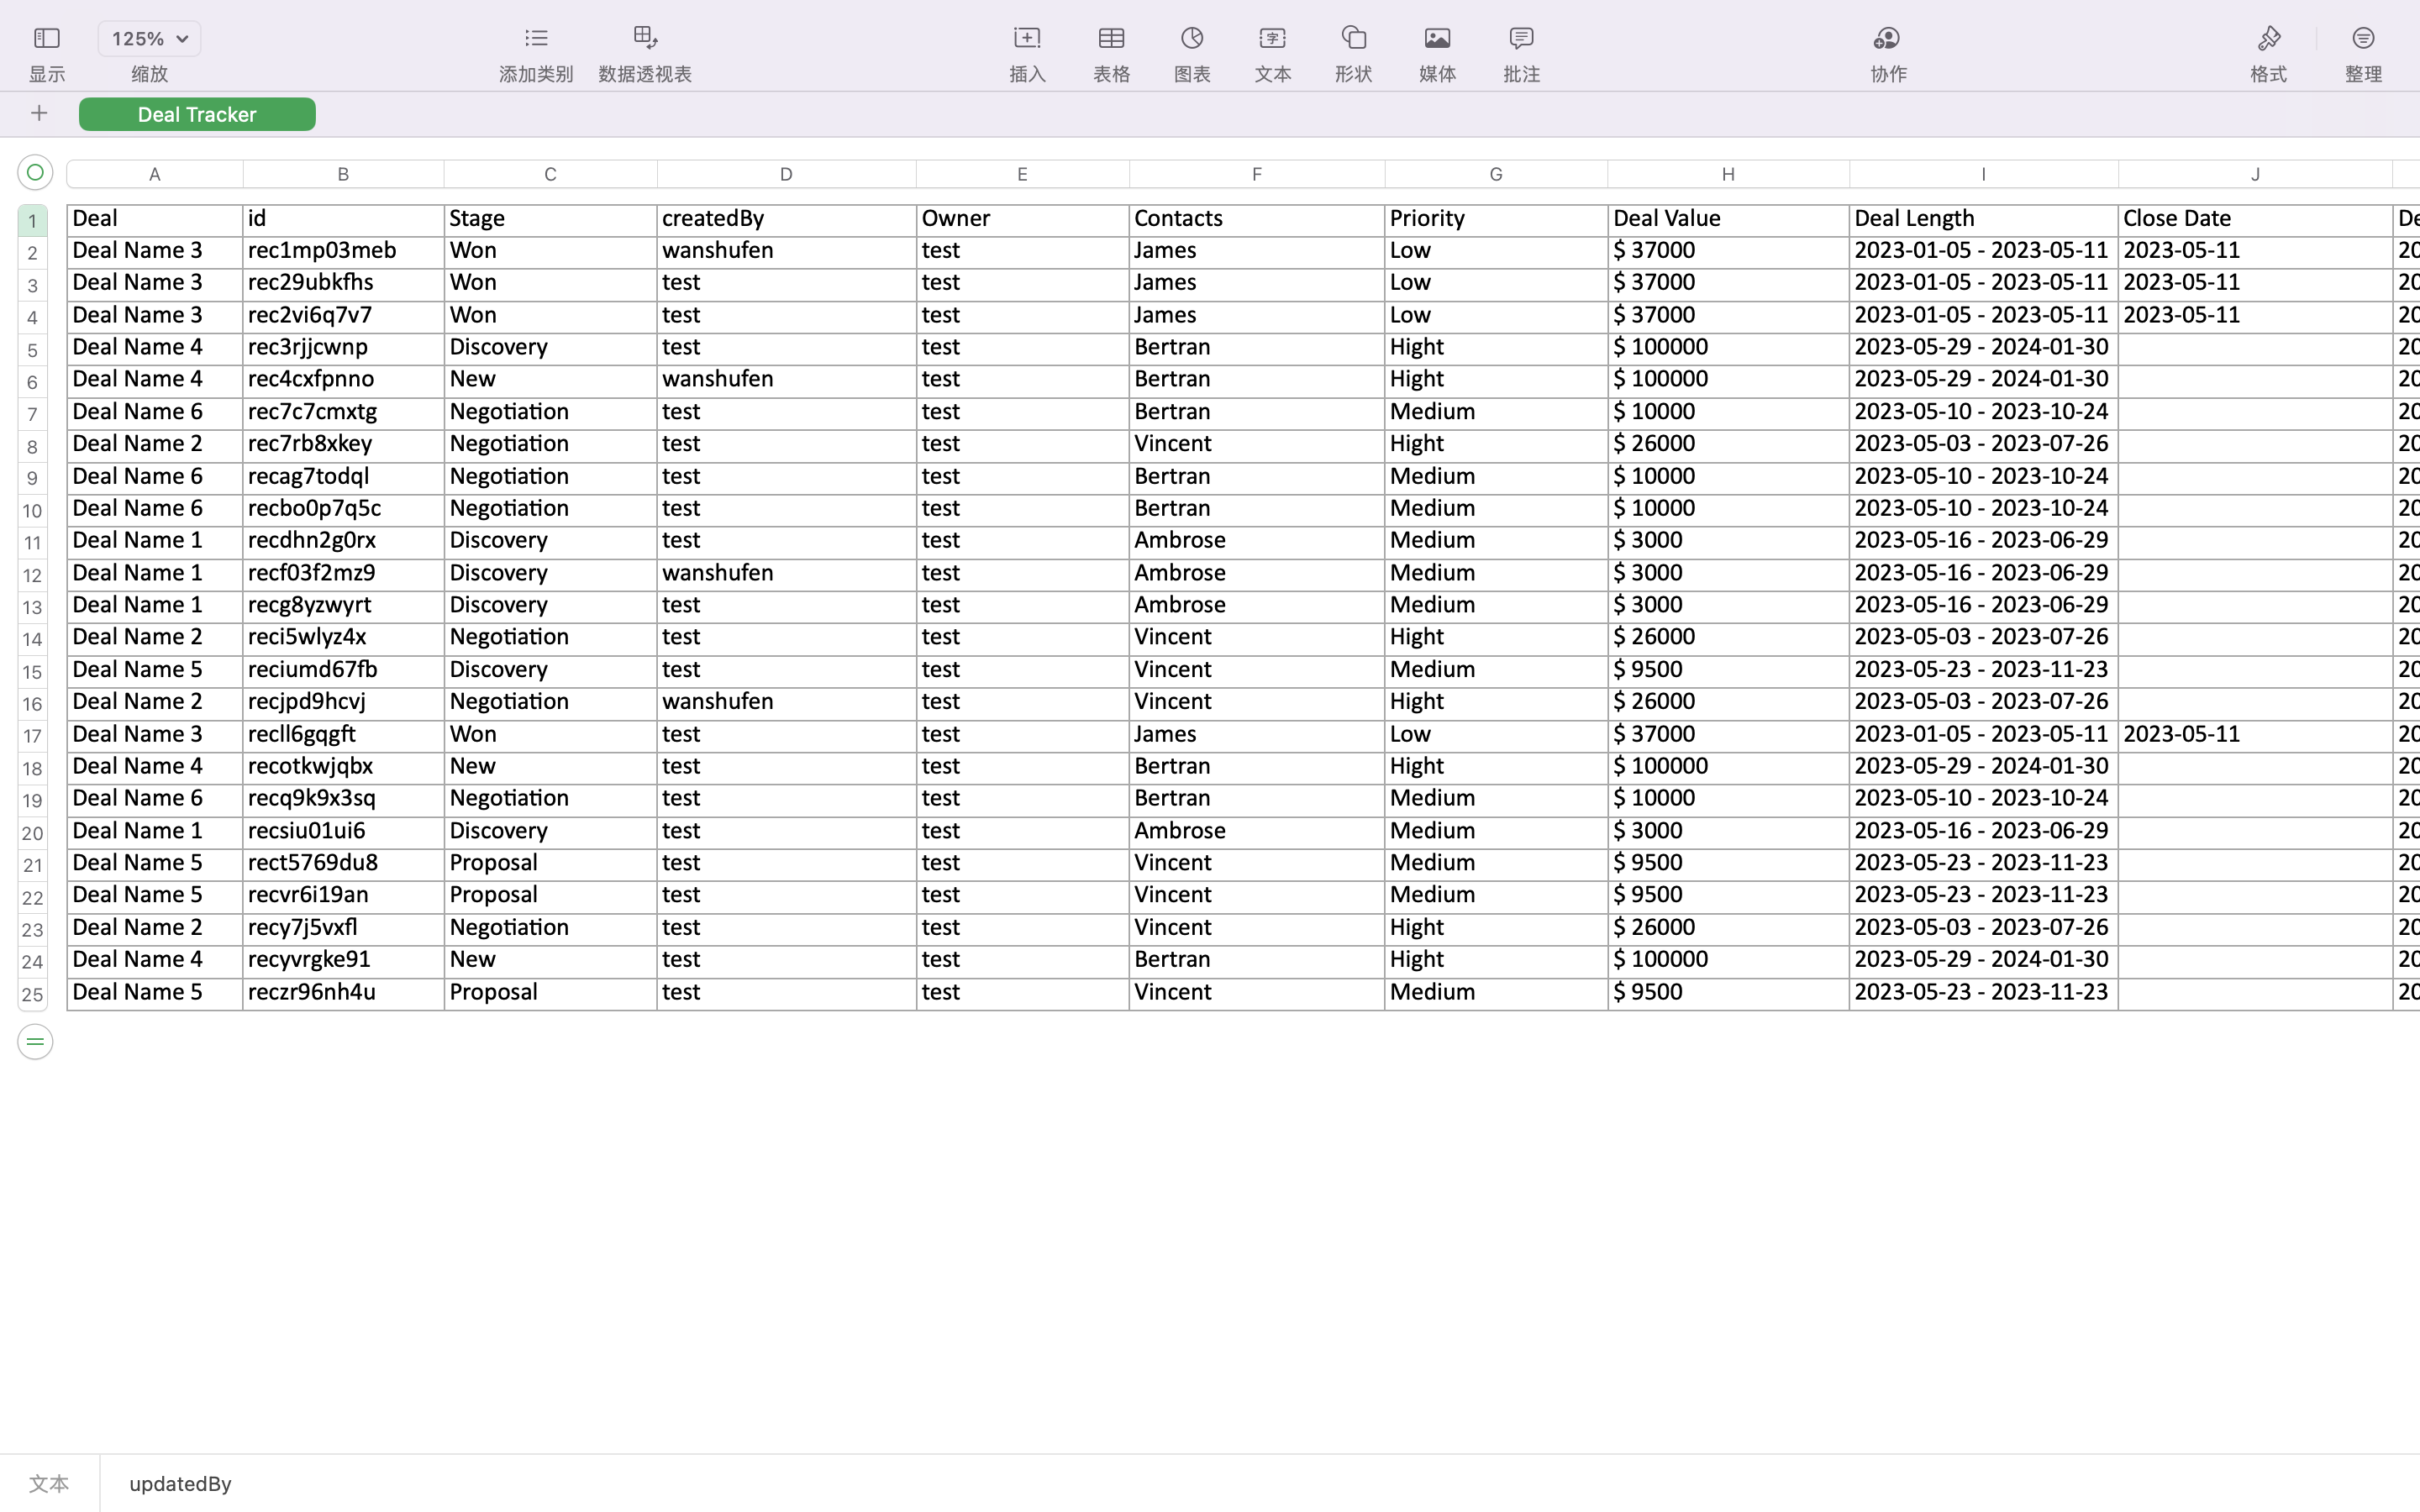 125%
显示 缩放 添加类别 数据透视表 插入 表格 图表 文本 形状 媒体 批注 协作 格式 整理
Deal Tracker
A B C D E F G H I J
1 Deal id Stage createdBy Owner Contacts Priority Deal Value Deal Length Close Date De
2 Deal Name 3 rec1mp03meb Won wanshufen test James Low $ 37000 2023-01-05 - 2023-05-11 2023-05-11 20
3 Deal Name 3 rec29ubkfhs Won test test James Low $ 37000 2023-01-05 - 2023-05-11 2023-05-11 20
4 Deal Name 3 rec2vi6q7v7 Won test test James Low $ 37000 2023-01-05 - 2023-05-11 2023-05-11 20
5 Deal Name 4 rec3rjjcwnp Discovery test test Bertran Hight $ 100000 2023-05-29 - 2024-01-30 20
6 Deal Name 4 rec4cxfpnno New wanshufen test Bertran Hight $ 100000 2023-05-29 - 2024-01-30 20
7 Deal Name 6 rec7c7cmxtg Negotiation test test Bertran Medium $ 10000 2023-05-10 - 2023-10-24 20
8 Deal Name 2 rec7rb8xkey Negotiation test test Vincent Hight $ 26000 2023-05-03 - 2023-07-26 20
9 Deal Name 6 recag7todql Negotiation test test Bertran Medium $ 10000 2023-05-10 - 2023-10-24 20
10 Deal Name 6 recbo0p7q5c Negotiation test test Bertran Medium $ 10000 2023-05-10 - 2023-10-24 20
11 Deal Name 1 recdhn2g0rx Discovery test test Ambrose Medium $ 3000 2023-05-16 - 2023-06-29 20
12 Deal Name 1 recf03f2mz9 Discovery wanshufen test Ambrose Medium $ 3000 2023-05-16 - 2023-06-29 20
13 Deal Name 1 recg8yzwyrt Discovery test test Ambrose Medium $ 3000 2023-05-16 - 2023-06-29 20
14 Deal Name 2 reci5wlyz4x Negotiation test test Vincent Hight $ 26000 2023-05-03 - 2023-07-26 20
15 Deal Name 5 reciumd67fb Discovery test test Vincent Medium $ 9500 2023-05-23 - 2023-11-23 20
16 Deal Name 2 recjpd9hcvj Negotiation wanshufen test Vincent Hight $ 26000 2023-05-03 - 2023-07-26 20
17 Deal Name 3 recll6gqgft Won test test James Low $ 37000 2023-01-05 - 2023-05-11 2023-05-11 20
18 Deal Name 4 recotkwjqbx New test test Bertran Hight $ 100000 2023-05-29 - 2024-01-30 20
19 Deal Name 6 recq9k9x3sq Negotiation test test Bertran Medium $ 10000 2023-05-10 - 2023-10-24 20
20 Deal Name 1 recsiu01ui6 Discovery test test Ambrose Medium $ 3000 2023-05-16 - 2023-06-29 20
21 Deal Name 5 rect5769du8 Proposal test test Vincent Medium $ 9500 2023-05-23 - 2023-11-23 20
22 Deal Name 5 recvr6i19an Proposal test test Vincent Medium $ 9500 2023-05-23 - 2023-11-23 20
23 Deal Name 2 recy7j5vxfl Negotiation test test Vincent Hight $ 26000 2023-05-03 - 2023-07-26 20
24 Deal Name 4 recyvrgke91 New test test Bertran Hight $ 100000 2023-05-29 - 2024-01-30 20
25 Deal Name 5 reczr96nh4u Proposal test test Vincent Medium $ 9500 2023-05-23 - 2023-11-23 20
文本 updatedBy